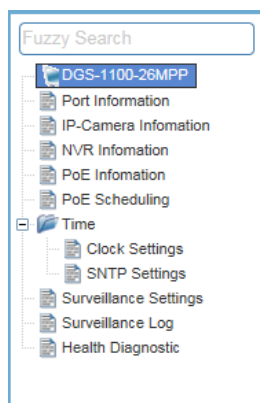 Fuzzy Search
DGS-1100-26MPP
Port Information
IP-Camera Infomation
NVR Infomation
PoE Infomation
PoE Scheduling
Time
Clock Settings
SNTP Settings
Surveillance Settings
Surveillance Log
Health Diagnostic